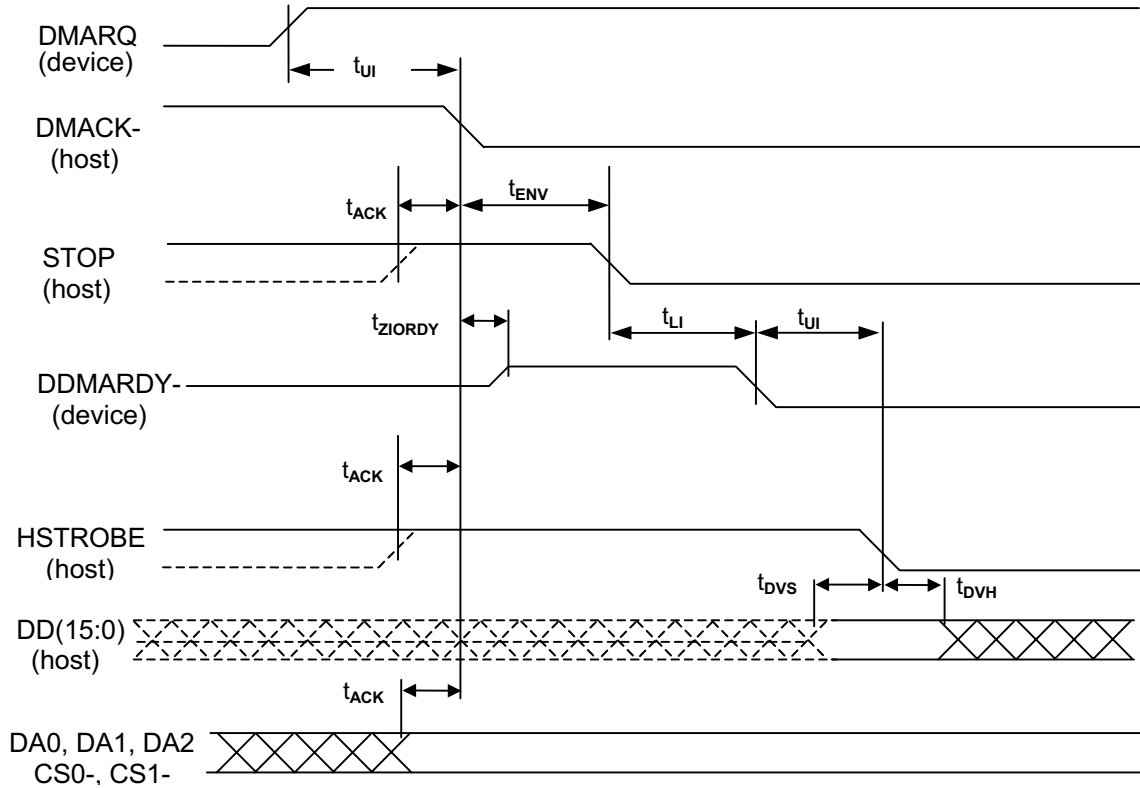 DMARQ
(device)
tUI
DMACK-
(host)
tACK
tENV
STOP
(host)
tZIORDY
tLI
tUI
DDMARDY-
(device)
tACK
HSTROBE
(host)
tDVS
tDVH
DD(15:0)
(host)
tACK
DA0, DA1, DA2
CS0-, CS1-